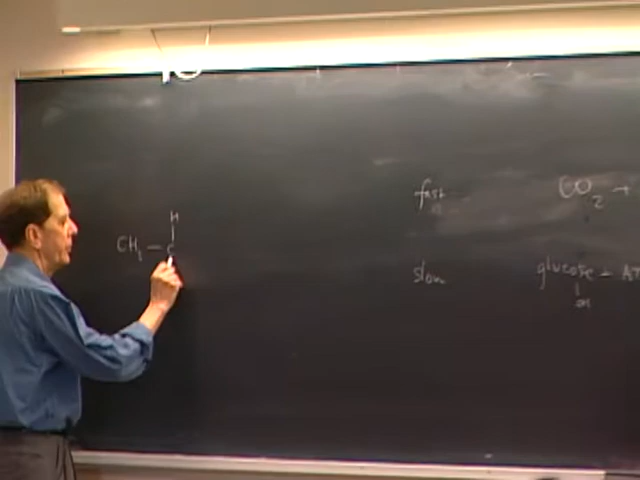 fast CO₂ +
H
CH₃ — C
slow glucose + AT
OH